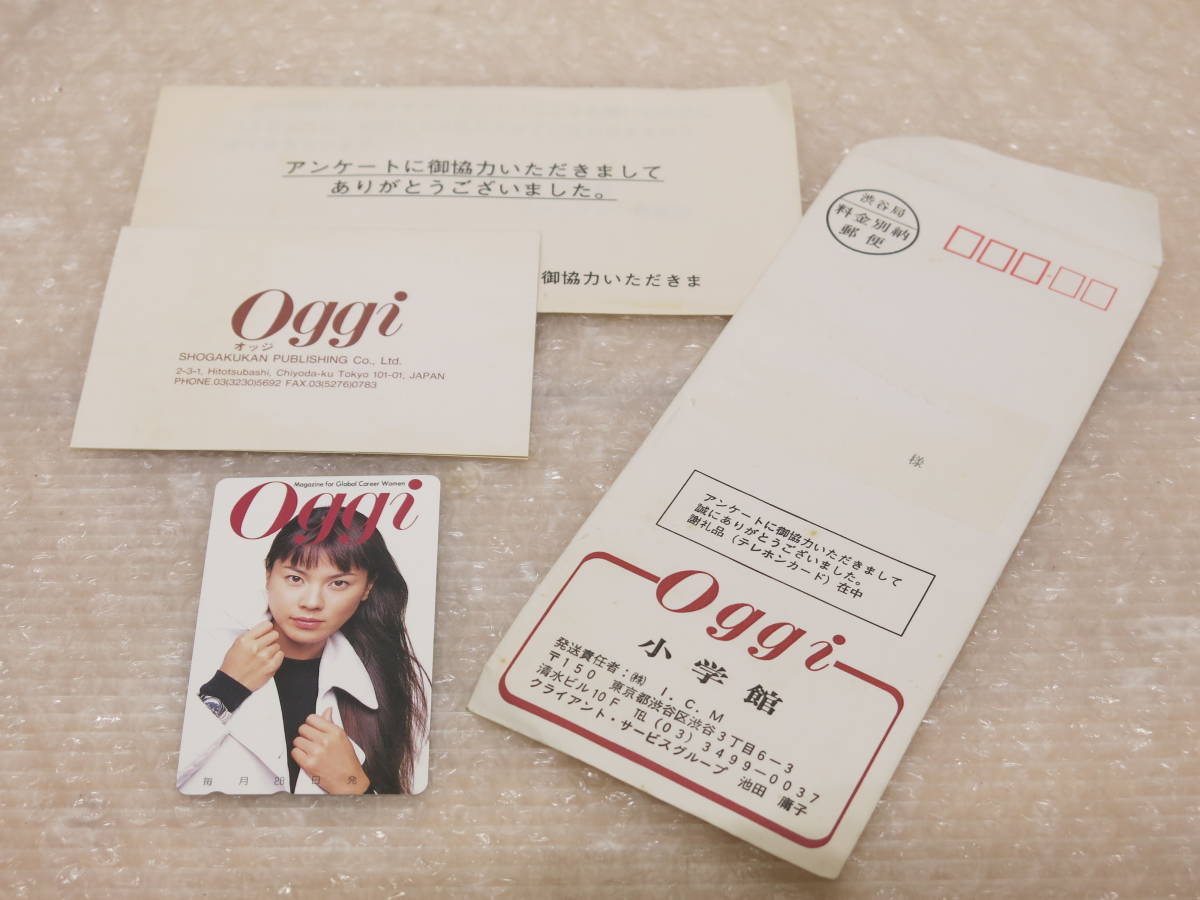 アンケートに御協力いただきまして
ありがとうございました。
御協力いただきま
Oggi
オッジ
SHOGAKUKAN PUBLISHING Co., Ltd.
2-3-1, Hitotsubashi, Chiyoda-ku Tokyo 101-01, JAPAN
PHONE.03(3230)5692 FAX.03(5276)0783
Magazine for Global Career Women
Oggi
毎月28日発
渋谷局
料金別納
郵便
様
アンケートに御協力いただきまして
誠にありがとうございました。
謝礼品(テレホンカード)在中
Oggi
小学館
発送責任者:㈱ I.C.M
〒150 東京都渋谷区渋谷3丁目6-3
清水ビル10F ℡(03)3499-0037
クライアント・サービスグループ 池田 庸子